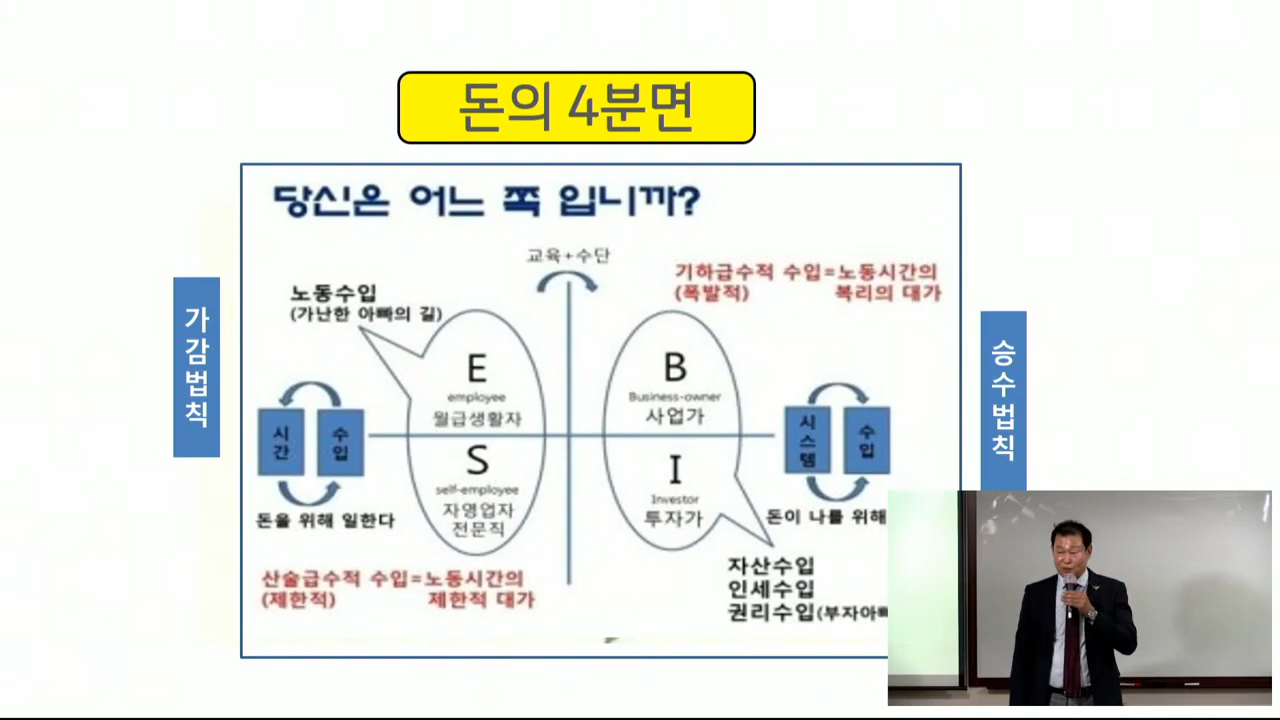 돈의 4분면
당신은 어느 쪽 입니까?
교육+수단
노동수입
(가난한 아빠의 길)
기하급수적 수입=노동시간의
(폭발적) 복리의 대가
가감법칙
승수법칙
E
employee
월급생활자
B
Business-owner
사업가
시간
수입
시스템
수입
S
self-employee
자영업자
전문직
I
Investor
투자가
돈을 위해 일한다
돈이 나를 위해
산술급수적 수입=노동시간의
(제한적) 제한적 대가
자산수입
인세수입
권리수입(부자아빠